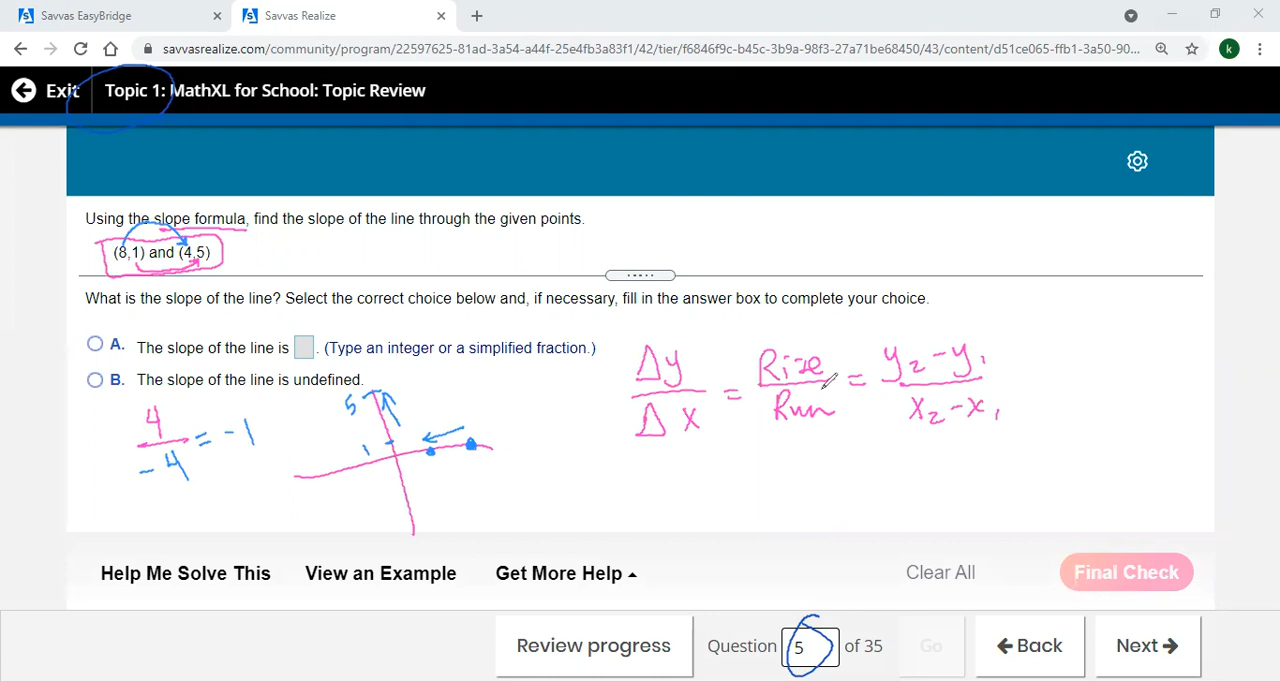 Savvas EasyBridge
Savvas Realize
savvasrealize.com/community/program/22597625-81ad-3a54-a44f-25e4fb3a83f1/42/tier/f6846f9c-b45c-3b9a-98f3-27a71be68450/43/content/d51ce065-ffb1-3a50-90...
k
Exit
Topic 1: MathXL for School: Topic Review
Using the slope formula, find the slope of the line through the given points.
(8,1) and (4,5)
What is the slope of the line? Select the correct choice below and, if necessary, fill in the answer box to complete your choice.
A. The slope of the line is . (Type an integer or a simplified fraction.)
B. The slope of the line is undefined.
Δy / Δx = Rise / Run = y₂ - y₁ / x₂ - x₁
4 / -4 = -1
5
1
Help Me Solve This
View an Example
Get More Help
Clear All
Final Check
Review progress
Question 5 of 35
Go
Back
Next